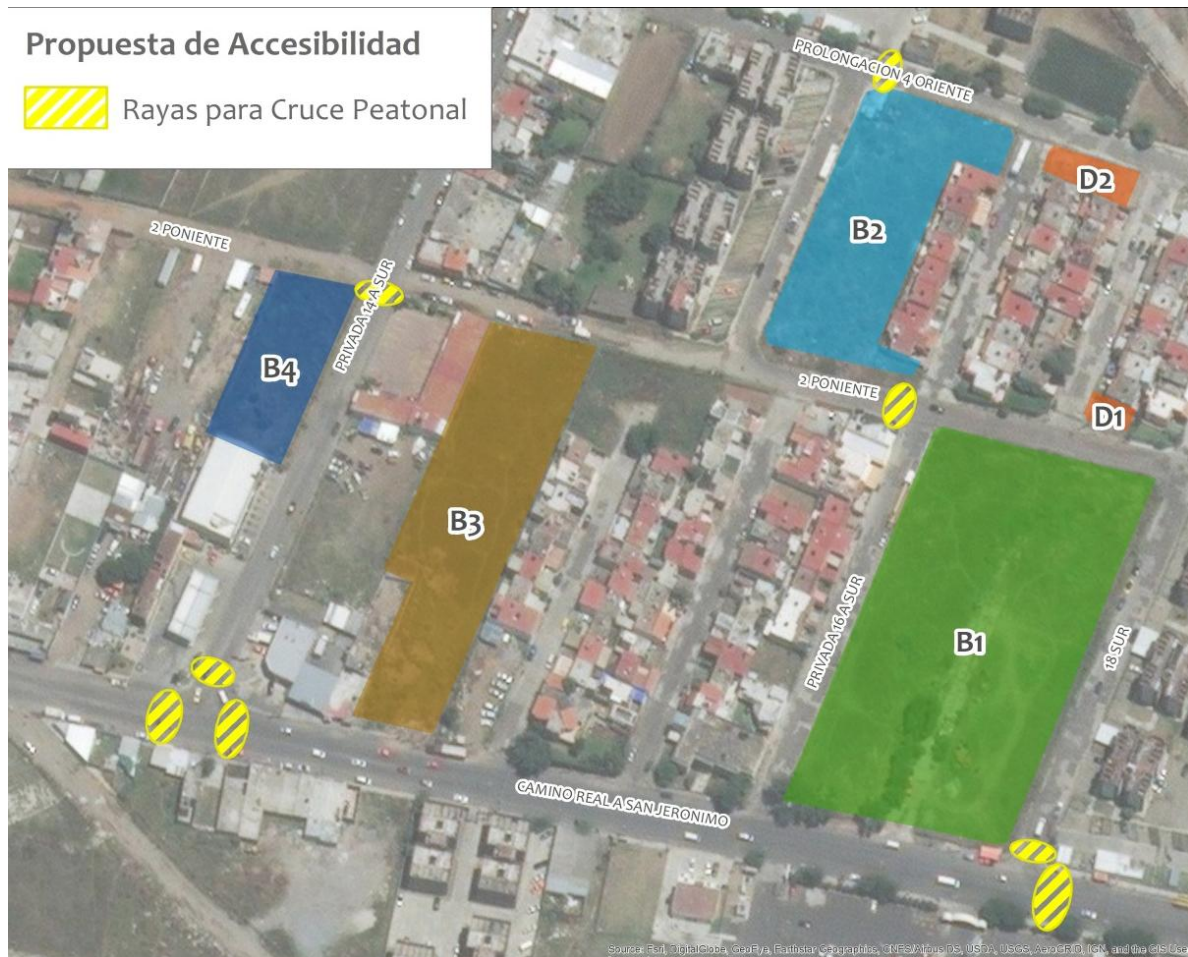 Propuesta de Accesibilidad
Rayas para Cruce Peatonal
PROLONGACION 4 ORIENTE
D2
B2
2 PONIENTE
PRIVADA 14 A SUR
B4
2 PONIENTE
D1
B3
PRIVADA 16 A SUR
B1
18 SUR
CAMINO REAL A SAN JERONIMO
Source: Esri, DigitalGlobe, GeoEye, Earthstar Geographics, CNES/Airbus DS, USDA, USGS, AeroGRID, IGN, and the GIS Use